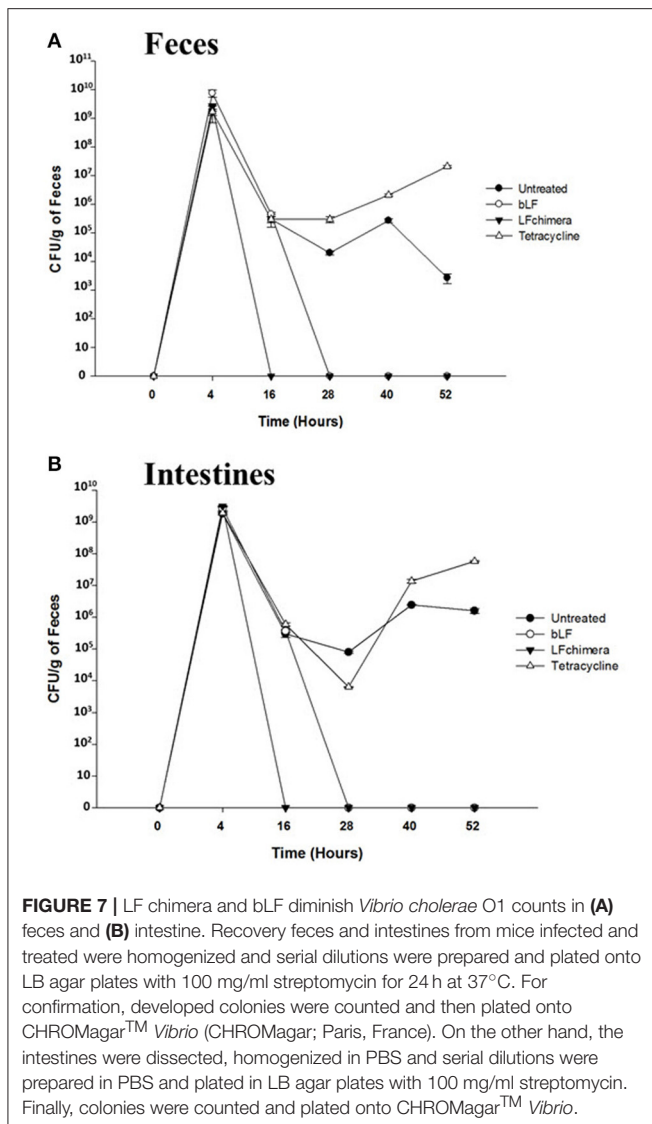 A
Feces
10¹¹
10¹⁰
10⁹
10⁸
10⁷
10⁶
10⁵
10⁴
10³
10²
10¹
0
CFU/g of Feces
0 4 16 28 40 52
Time (Hours)
Untreated
bLF
LFchimera
Tetracycline
B
Intestines
10¹⁰
10⁹
10⁸
10⁷
10⁶
10⁵
10⁴
10³
10²
10¹
0
CFU/g of Feces
0 4 16 28 40 52
Time (Hours)
Untreated
bLF
LFchimera
Tetracycline
FIGURE 7 | LF chimera and bLF diminish Vibrio cholerae O1 counts in (A)
feces and (B) intestine. Recovery feces and intestines from mice infected and
treated were homogenized and serial dilutions were prepared and plated onto
LB agar plates with 100 mg/ml streptomycin for 24 h at 37°C. For
confirmation, developed colonies were counted and then plated onto
CHROMagar™ Vibrio (CHROMagar; Paris, France). On the other hand, the
intestines were dissected, homogenized in PBS and serial dilutions were
prepared in PBS and plated in LB agar plates with 100 mg/ml streptomycin.
Finally, colonies were counted and plated onto CHROMagar™ Vibrio.